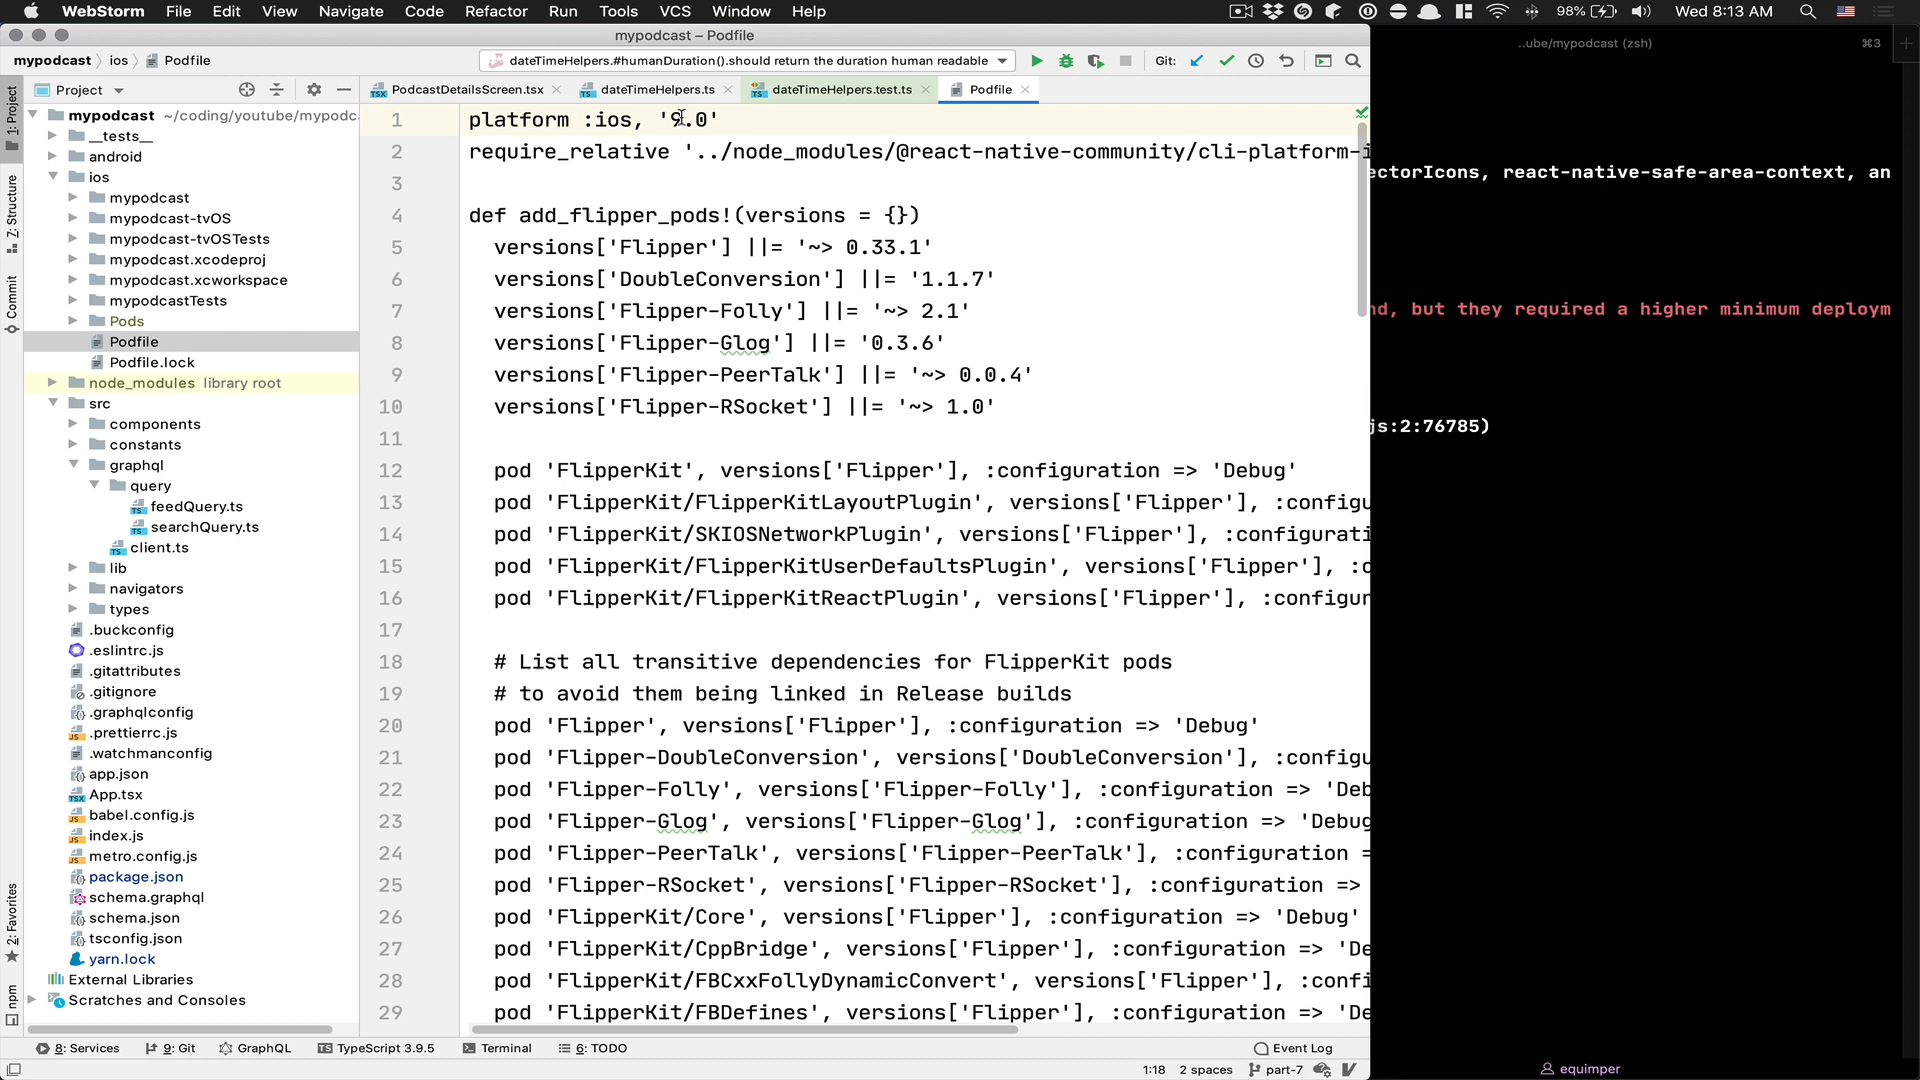 WebStorm File Edit View Navigate Code Refactor Run Tools VCS Window Help 98% Wed 8:13 AM
mypodcast – Podfile
..ube/mypodcast (zsh) ⌘3
mypodcast ios Podfile
dateTimeHelpers.#humanDuration().should return the duration human readable
Git:
Project
PodcastDetailsScreen.tsx
dateTimeHelpers.ts
dateTimeHelpers.test.ts
Podfile
1: Project
Z: Structure
Commit
2: Favorites
npm
mypodcast ~/coding/youtube/mypodc
__tests__
android
ios
mypodcast
mypodcast-tvOS
mypodcast-tvOSTests
mypodcast.xcodeproj
mypodcast.xcworkspace
mypodcastTests
Pods
Podfile
Podfile.lock
node_modules library root
src
components
constants
graphql
query
feedQuery.ts
searchQuery.ts
client.ts
lib
navigators
types
.buckconfig
.eslintrc.js
.gitattributes
.gitignore
.graphqlconfig
.prettierrc.js
.watchmanconfig
app.json
App.tsx
babel.config.js
index.js
metro.config.js
package.json
schema.graphql
schema.json
tsconfig.json
yarn.lock
External Libraries
Scratches and Consoles
1 platform :ios, '9.0'
2 require_relative '../node_modules/@react-native-community/cli-platform-i
3
4 def add_flipper_pods!(versions = {})
5 versions['Flipper'] ||= '~> 0.33.1'
6 versions['DoubleConversion'] ||= '1.1.7'
7 versions['Flipper-Folly'] ||= '~> 2.1'
8 versions['Flipper-Glog'] ||= '0.3.6'
9 versions['Flipper-PeerTalk'] ||= '~> 0.0.4'
10 versions['Flipper-RSocket'] ||= '~> 1.0'
11
12 pod 'FlipperKit', versions['Flipper'], :configuration => 'Debug'
13 pod 'FlipperKit/FlipperKitLayoutPlugin', versions['Flipper'], :configu
14 pod 'FlipperKit/SKIOSNetworkPlugin', versions['Flipper'], :configurati
15 pod 'FlipperKit/FlipperKitUserDefaultsPlugin', versions['Flipper'], :c
16 pod 'FlipperKit/FlipperKitReactPlugin', versions['Flipper'], :configur
17
18 # List all transitive dependencies for FlipperKit pods
19 # to avoid them being linked in Release builds
20 pod 'Flipper', versions['Flipper'], :configuration => 'Debug'
21 pod 'Flipper-DoubleConversion', versions['DoubleConversion'], :configu
22 pod 'Flipper-Folly', versions['Flipper-Folly'], :configuration => 'Deb
23 pod 'Flipper-Glog', versions['Flipper-Glog'], :configuration => 'Debug
24 pod 'Flipper-PeerTalk', versions['Flipper-PeerTalk'], :configuration =
25 pod 'Flipper-RSocket', versions['Flipper-RSocket'], :configuration =>
26 pod 'FlipperKit/Core', versions['Flipper'], :configuration => 'Debug'
27 pod 'FlipperKit/CppBridge', versions['Flipper'], :configuration => 'De
28 pod 'FlipperKit/FBCxxFollyDynamicConvert', versions['Flipper'], :confi
29 pod 'FlipperKit/FBDefines', versions['Flipper'], :configuration => 'De
ectorIcons, react-native-safe-area-context, an
nd, but they required a higher minimum deploym
js:2:76785)
8: Services 9: Git GraphQL TypeScript 3.9.5 Terminal 6: TODO Event Log
1:18 2 spaces part-7
equimper